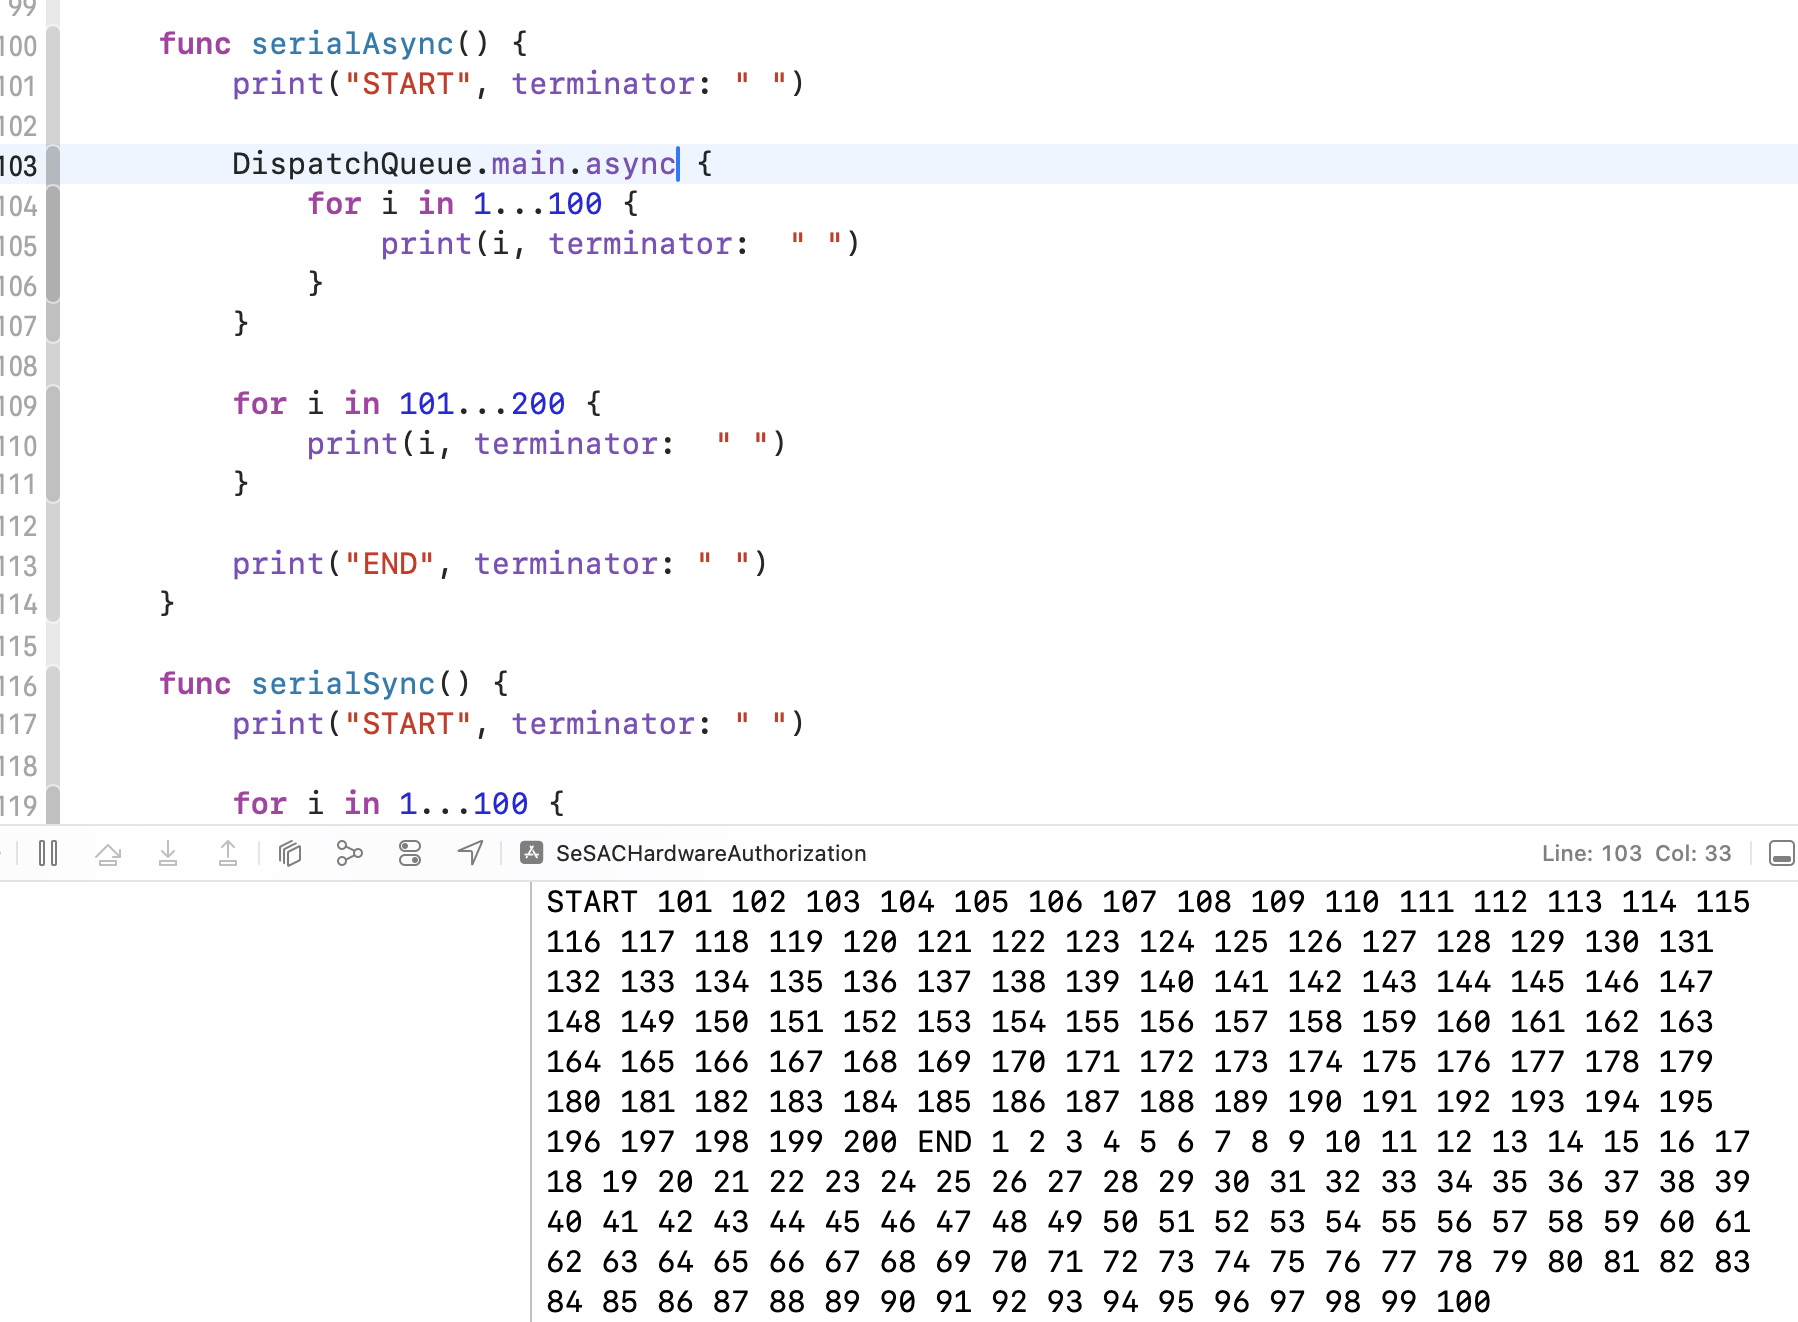 99
100 func serialAsync() {
101 print("START", terminator: " ")
102
103 DispatchQueue.main.async {
104 for i in 1...100 {
105 print(i, terminator:  " ")
106 }
107 }
108
109 for i in 101...200 {
110 print(i, terminator:  " ")
111 }
112
113 print("END", terminator: " ")
114 }
115
116 func serialSync() {
117 print("START", terminator: " ")
118
119 for i in 1...100 {
SeSACHardwareAuthorization Line: 103 Col: 33
START 101 102 103 104 105 106 107 108 109 110 111 112 113 114 115
116 117 118 119 120 121 122 123 124 125 126 127 128 129 130 131
132 133 134 135 136 137 138 139 140 141 142 143 144 145 146 147
148 149 150 151 152 153 154 155 156 157 158 159 160 161 162 163
164 165 166 167 168 169 170 171 172 173 174 175 176 177 178 179
180 181 182 183 184 185 186 187 188 189 190 191 192 193 194 195
196 197 198 199 200 END 1 2 3 4 5 6 7 8 9 10 11 12 13 14 15 16 17
18 19 20 21 22 23 24 25 26 27 28 29 30 31 32 33 34 35 36 37 38 39
40 41 42 43 44 45 46 47 48 49 50 51 52 53 54 55 56 57 58 59 60 61
62 63 64 65 66 67 68 69 70 71 72 73 74 75 76 77 78 79 80 81 82 83
84 85 86 87 88 89 90 91 92 93 94 95 96 97 98 99 100